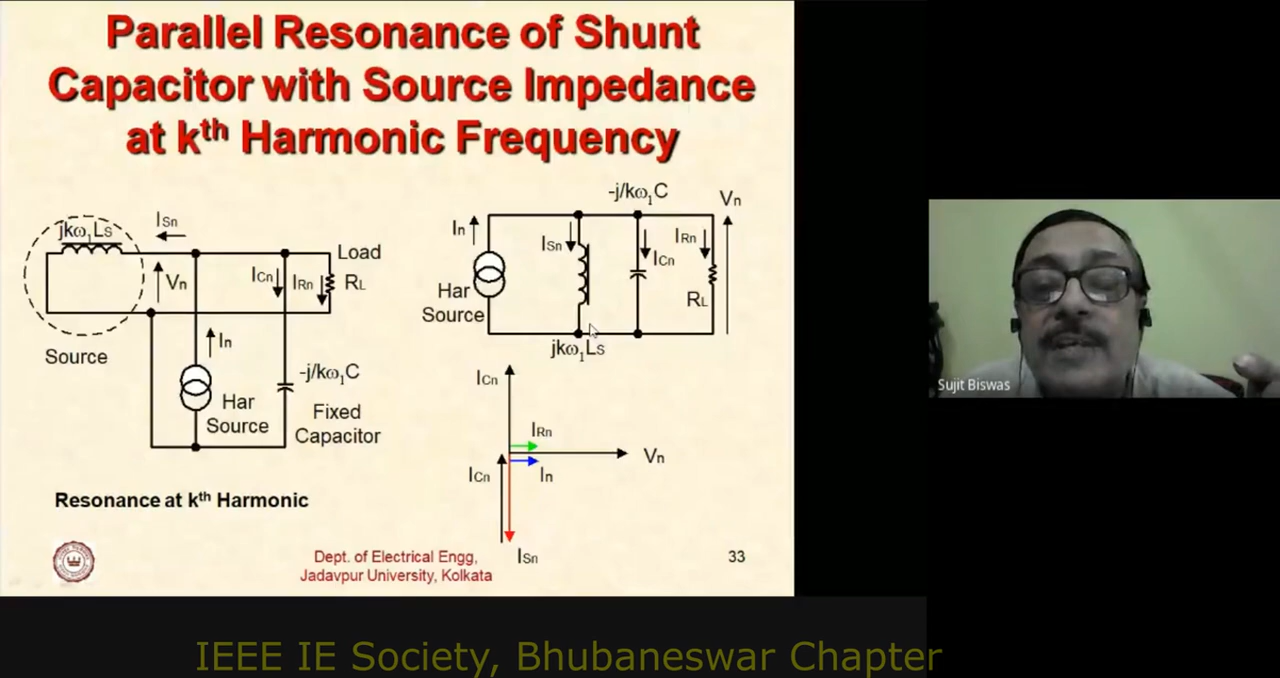 Parallel Resonance of Shunt
Capacitor with Source Impedance
at kth Harmonic Frequency
jkω1Ls
ISn
Vn
ICn
IRn
Load
RL
Source
In
-j/kω1C
Har
Source
Fixed
Capacitor
Resonance at kth Harmonic
-j/kω1C
Vn
In
ISn
ICn
IRn
Har
Source
RL
jkω1Ls
ICn
IRn
Vn
ICn
In
ISn
Dept. of Electrical Engg,
Jadavpur University, Kolkata
33
Sujit Biswas
IEEE IE Society, Bhubaneswar Chapter